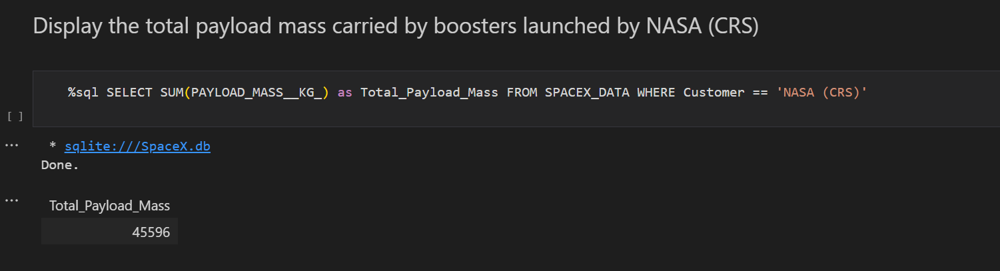 Display the total payload mass carried by boosters launched by NASA (CRS)
%sql SELECT SUM(PAYLOAD_MASS__KG_) as Total_Payload_Mass FROM SPACEX_DATA WHERE Customer == 'NASA (CRS)'
[ ]
... * sqlite:///SpaceX.db
Done.
... Total_Payload_Mass
45596